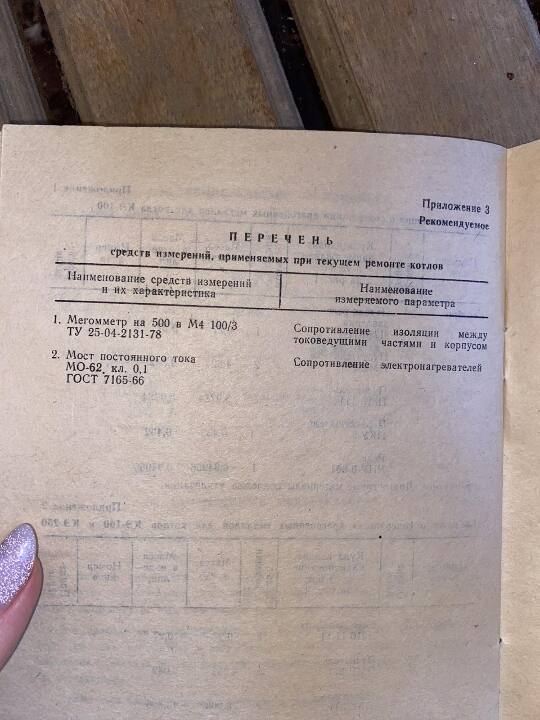 Приложение 3
Рекомендуемое
ПЕРЕЧЕНЬ
средств измерений, применяемых при текущем ремонте котлов
Наименование средств измерений
и их характеристика
Наименование
измеряемого параметра
1. Мегомметр на 500 в М4 100/3
ТУ 25-04-2131-78
Сопротивление изоляции между
токоведущими частями и корпусом
2. Мост постоянного тока
МО-62, кл. 0,1
ГОСТ 7165-66
Сопротивление электронагревателей